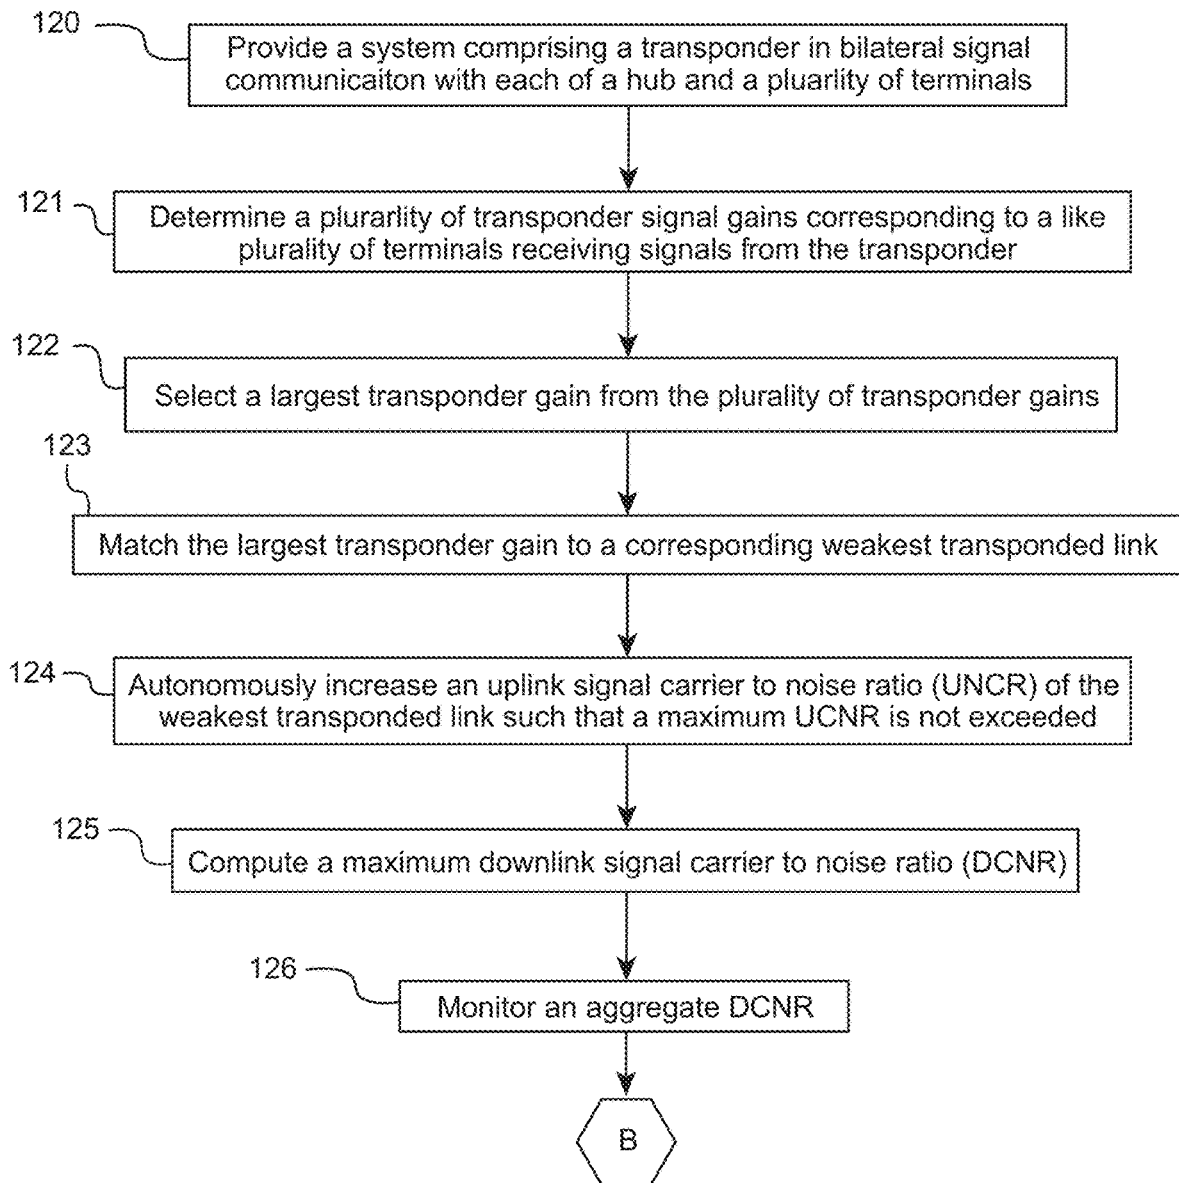 120
Provide a system comprising a transponder in bilateral signal
communicaiton with each of a hub and a pluarlity of terminals
121
Determine a plurarlity of transponder signal gains corresponding to a like
plurality of terminals receiving signals from the transponder
122
Select a largest transponder gain from the plurality of transponder gains
123
Match the largest transponder gain to a corresponding weakest transponded link
124
Autonomously increase an uplink signal carrier to noise ratio (UNCR) of the
weakest transponded link such that a maximum UCNR is not exceeded
125
Compute a maximum downlink signal carrier to noise ratio (DCNR)
126
Monitor an aggregate DCNR
B